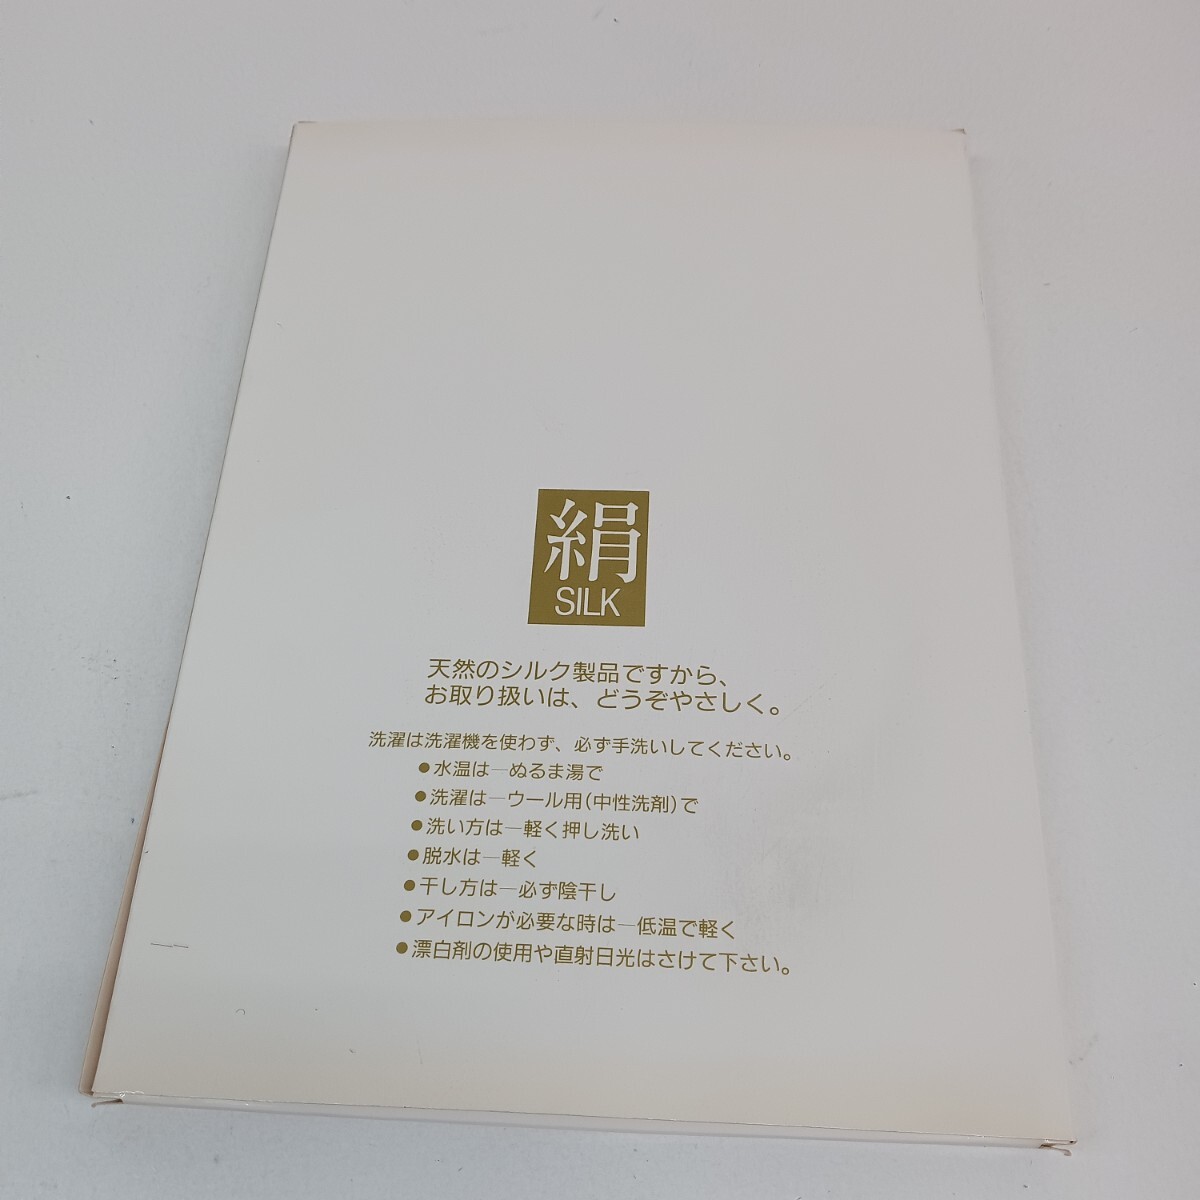 絹
SILK
天然のシルク製品ですから、
お取り扱いは、どうぞやさしく。
洗濯は洗濯機を使わず、必ず手洗いしてください。
●水温は―ぬるま湯で
●洗濯は―ウール用(中性洗剤)で
●洗い方は―軽く押し洗い
●脱水は―軽く
●干し方は―必ず陰干し
●アイロンが必要な時は―低温で軽く
●漂白剤の使用や直射日光はさけて下さい。